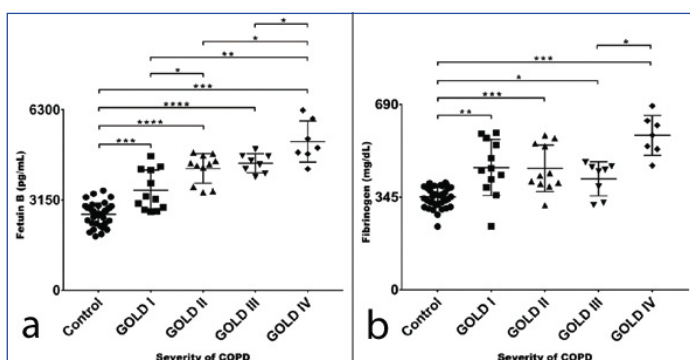 *
*
**
*
***
****
****
***
6300
3150
0
Fetuin B (pg/mL)
Control
GOLD I
GOLD II
GOLD III
GOLD IV
Severity of COPD
a
*
***
*
***
**
690
345
0
Fibrinogen (mg/dL)
Control
GOLD I
GOLD II
GOLD III
GOLD IV
Severity of COPD
b